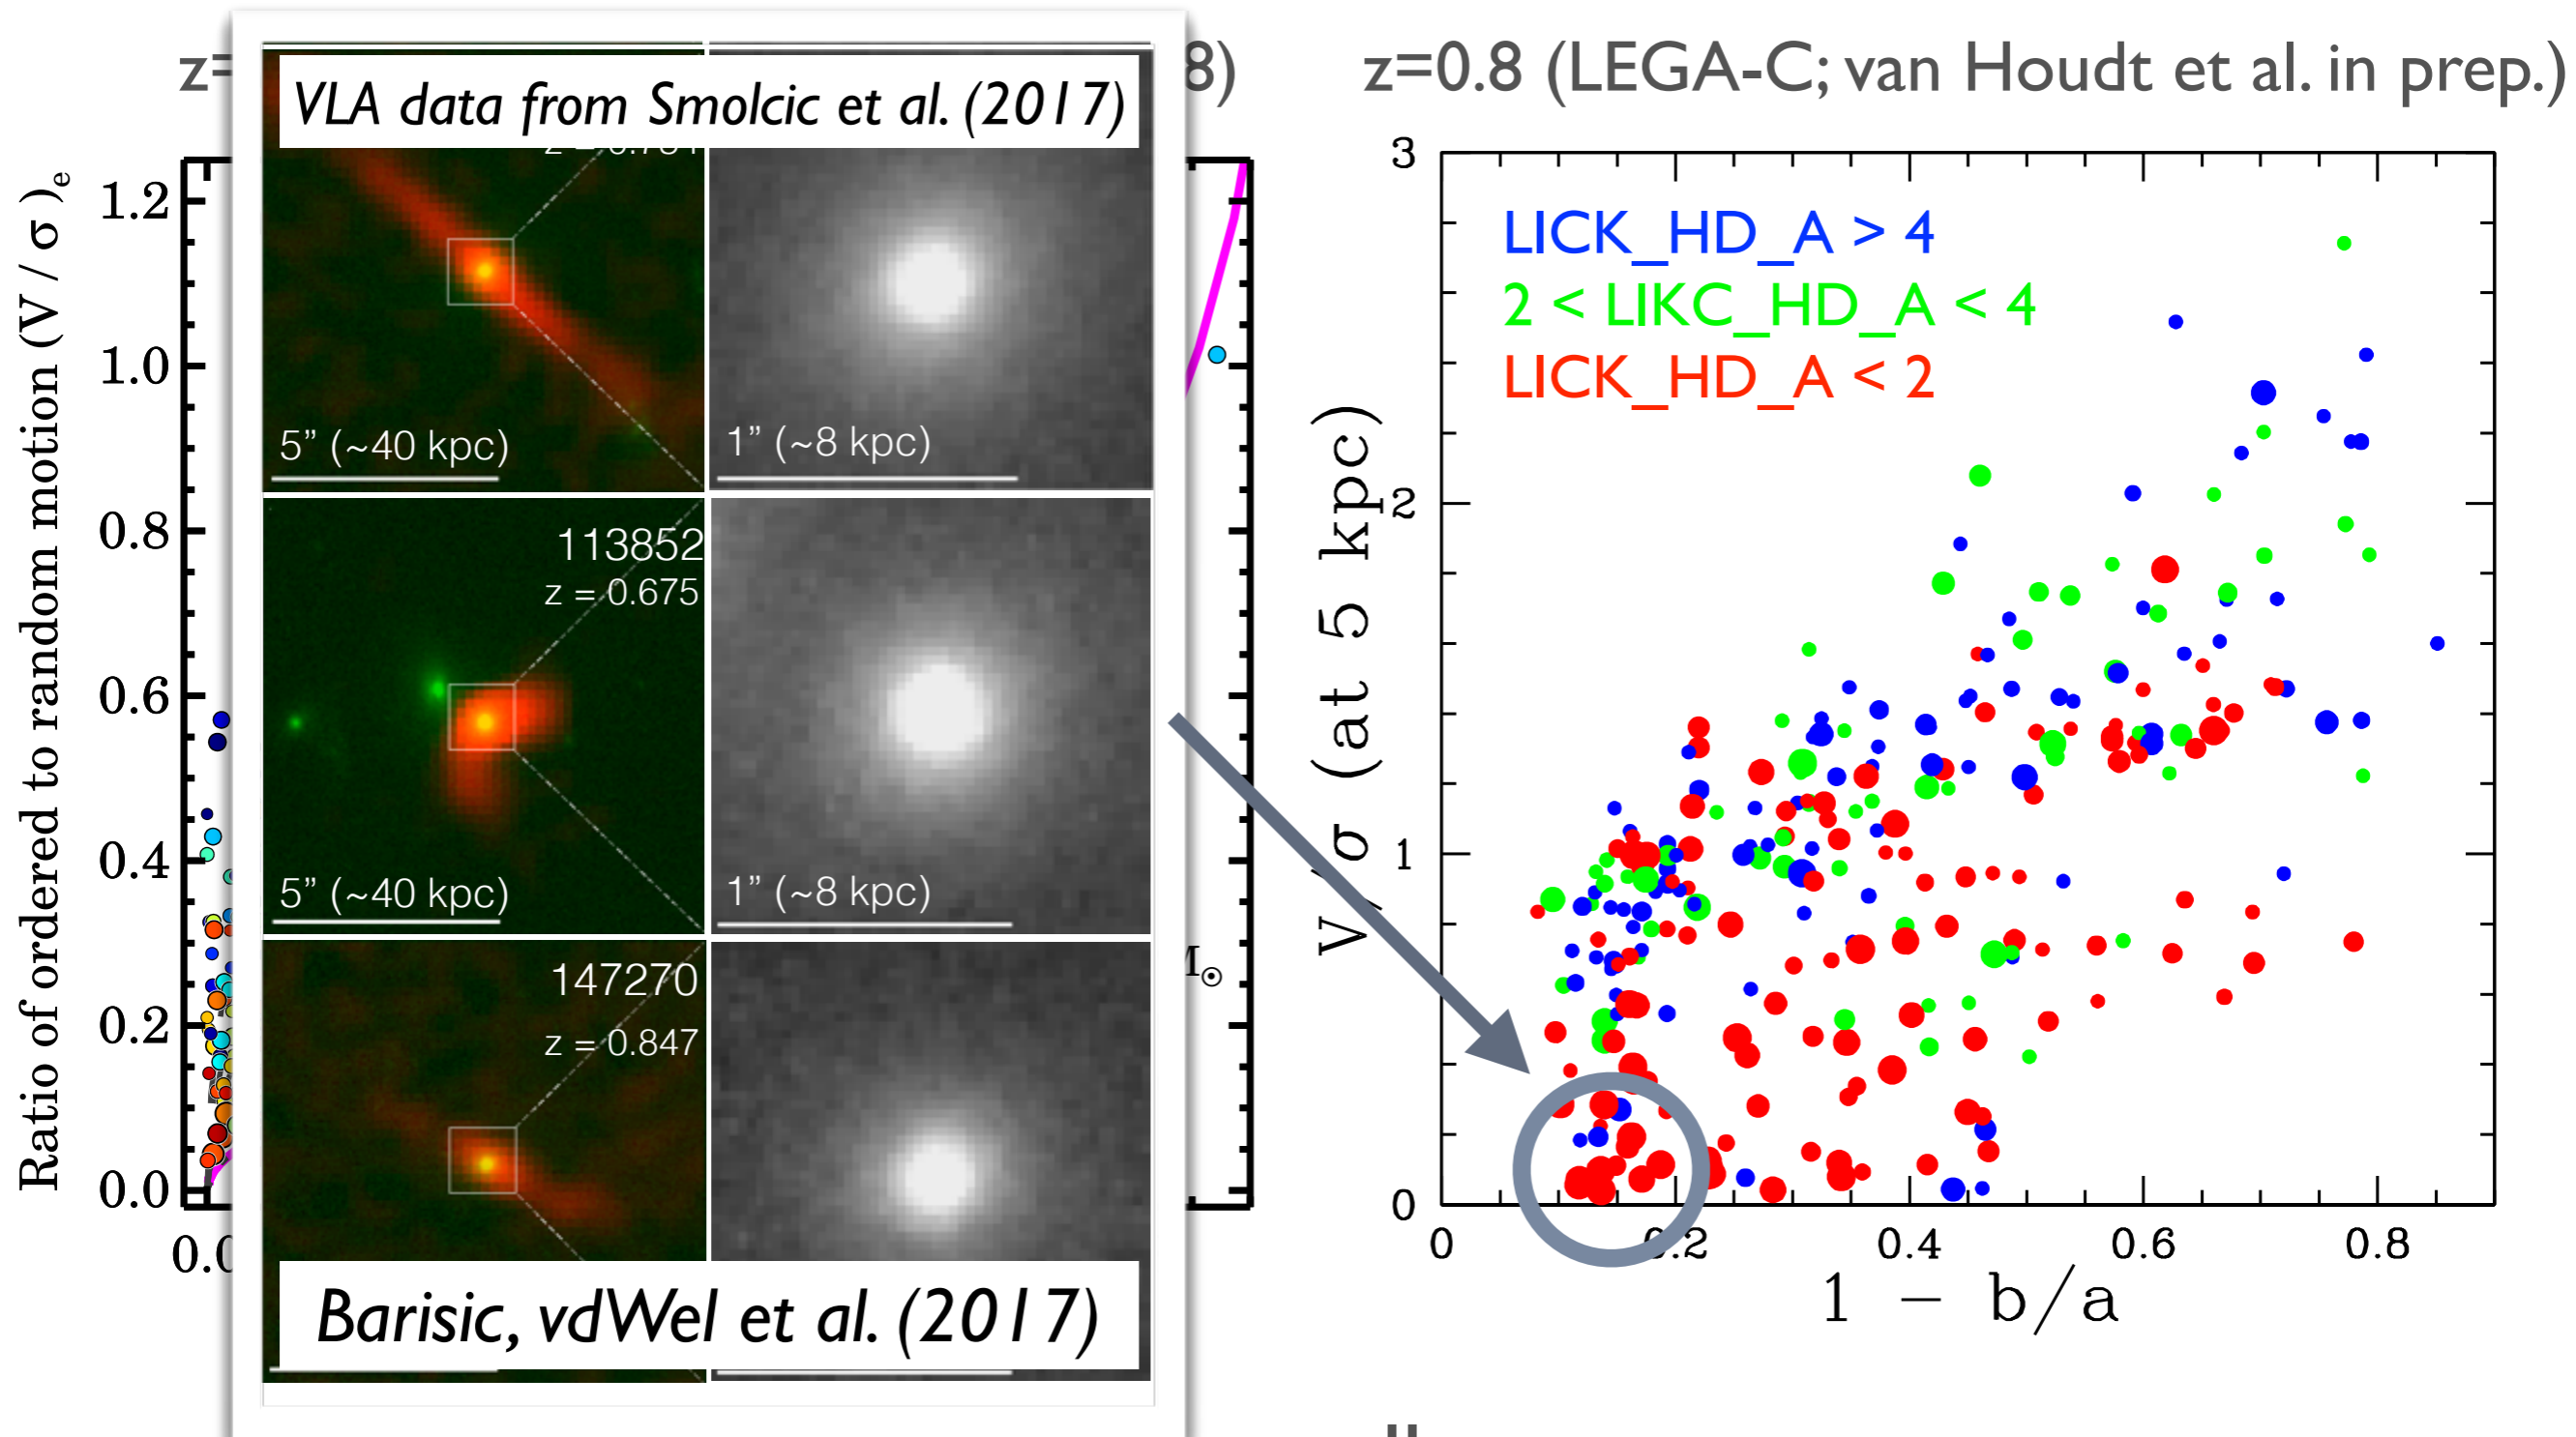 z=
8)
z=0.8 (LEGA-C; van Houdt et al. in prep.)
VLA data from Smolcic et al. (2017)
5" (~40 kpc)
1" (~8 kpc)
113852
z = 0.675
5" (~40 kpc)
1" (~8 kpc)
147270
z = 0.847
Barisic, vdWel et al. (2017)
Ratio of ordered to random motion (V / σ )e
1.2
1.0
0.8
0.6
0.4
0.2
0.0
0.0
⊙
LICK_HD_A > 4
2 < LIKC_HD_A < 4
LICK_HD_A < 2
V / σ (at 5 kpc)
3
2
1
0
0
0.2
0.4
0.6
0.8
1 − b/a